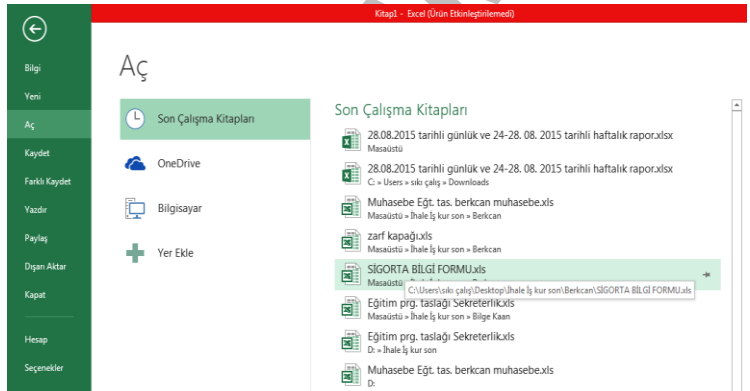 Kitap1 - Excel (Ürün Etkinleştirilemedi)
Bilgi
Yeni
Aç
Kaydet
Farklı Kaydet
Yazdır
Paylaş
Dışarı Aktar
Kapat
Hesap
Seçenekler
Aç
Son Çalışma Kitapları
OneDrive
Bilgisayar
Yer Ekle
Son Çalışma Kitapları
28.08.2015 tarihli günlük ve 24-28. 08. 2015 tarihli haftalık rapor.xlsx
Masaüstü
28.08.2015 tarihli günlük ve 24-28. 08. 2015 tarihli haftalık rapor.xlsx
C: » Users » sıkı çalış » Downloads
Muhasebe Eğt. tas. berkcan muhasebe.xls
Masaüstü » İhale İş kur son » Berkcan
zarf kapağı.xls
Masaüstü » İhale İş kur son » Berkcan
SİGORTA BİLGİ FORMU.xls
Masaüstü
C:\Users\sıkı çalış\Desktop\İhale İş kur son\Berkcan\SİGORTA BİLGİ FORMU.xls
Eğitim prg. taslağı Sekreterlik.xls
Masaüstü » İhale İş kur son » Bilge Kaan
Eğitim prg. taslağı Sekreterlik.xls
D: » İhale İş kur son
Muhasebe Eğt. tas. berkcan muhasebe.xls
D: